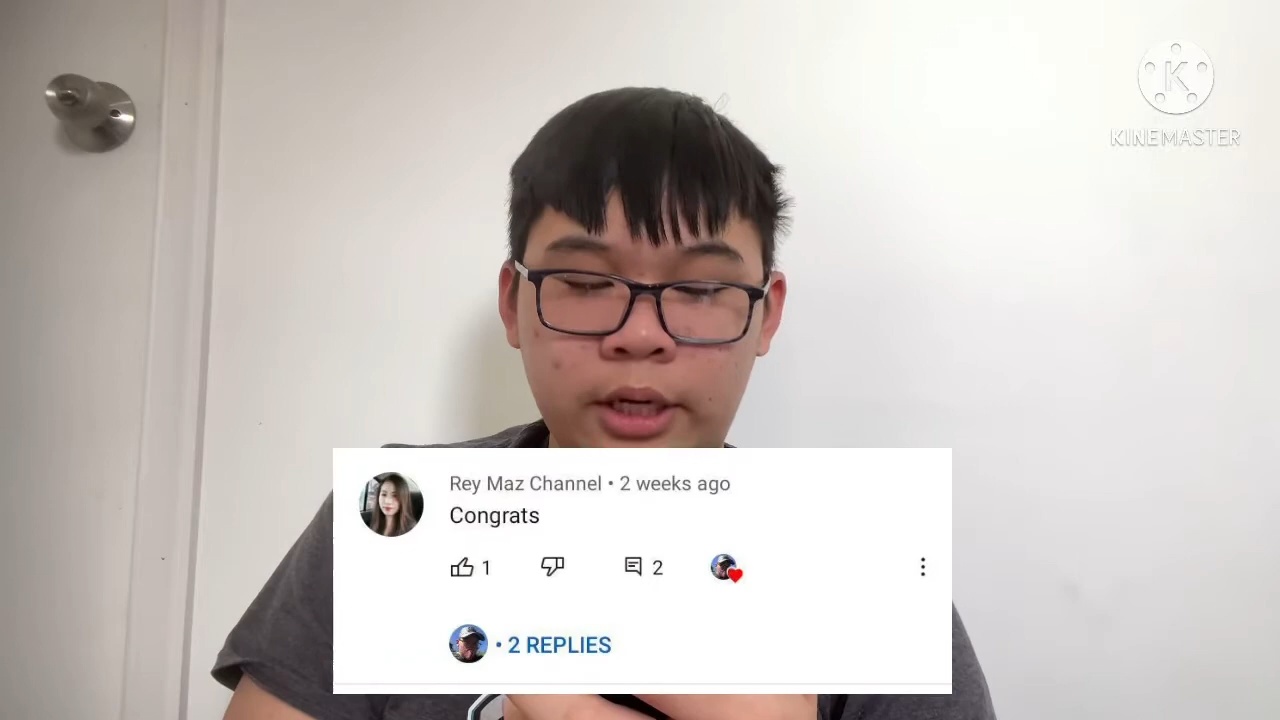 K
KINEMASTER
Rey Maz Channel • 2 weeks ago
Congrats
1
2
• 2 REPLIES